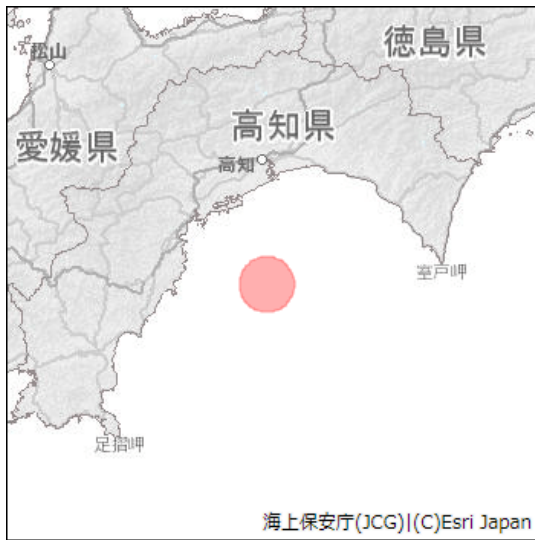 徳島県
松山
高知県
愛媛県
高知
室戸岬
足摺岬
海上保安庁(JCG)|(C)Esri Japan